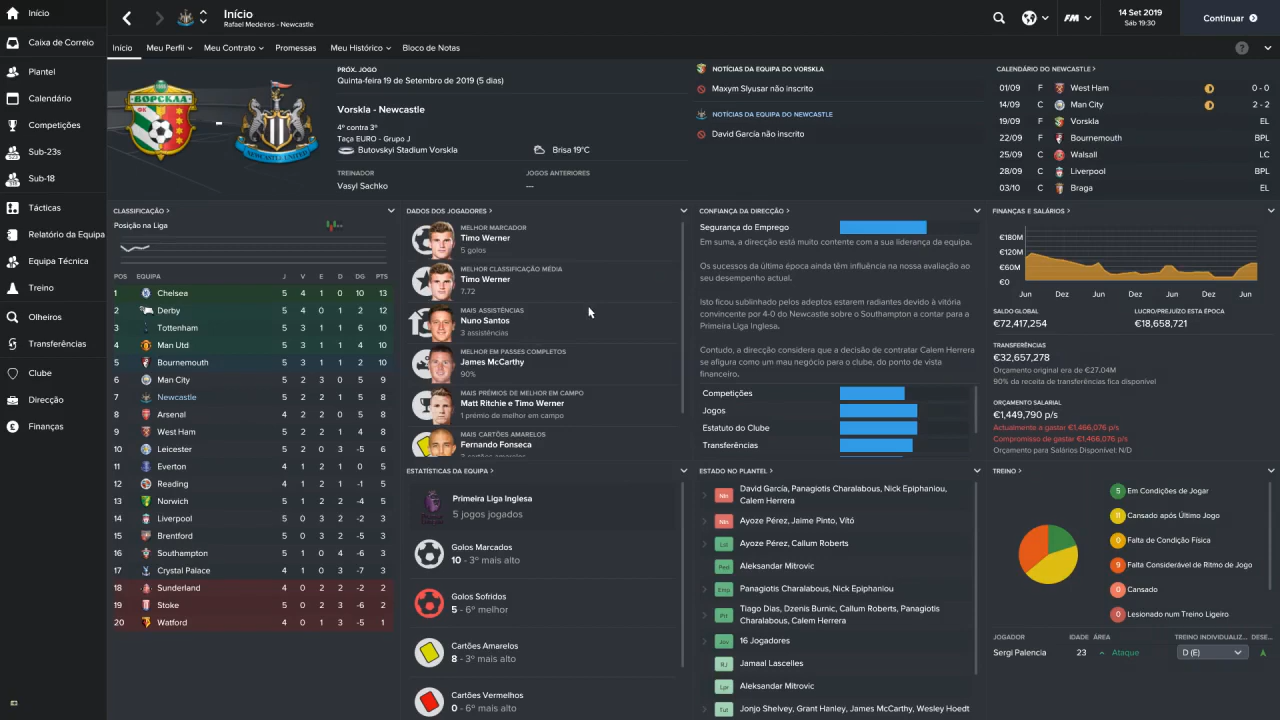 Início
Caixa de Correio
Plantel
Calendário
Competições
Sub-23s
Sub-18
Tácticas
Relatório da Equipa
Equipa Técnica
Treino
Olheiros
Transferências
Clube
Direcção
Finanças
Início
Rafael Medeiros - Newcastle
FM
14 Set 2019
Sáb 19:30
Continuar
Início Meu Perfil Meu Contrato Promessas Meu Histórico Bloco de Notas
PRÓX. JOGO
Quinta-feira 19 de Setembro de 2019 (5 dias)
Vorskla - Newcastle
4º contra 3º
Taça EURO - Grupo J
Butovskyi Stadium Vorskla
Brisa 19°C
TREINADOR
Vasyl Sachko
JOGOS ANTERIORES
---
ВОРСКЛА
-
NEWCASTLE UNITED
NOTÍCIAS DA EQUIPA DO VORSKLA
Maxym Slyusar não inscrito
NOTÍCIAS DA EQUIPA DO NEWCASTLE
David García não inscrito
CALENDÁRIO DO NEWCASTLE >
01/09 F West Ham 0 - 0
14/09 C Man City 2 - 2
19/09 F Vorskla EL
22/09 F Bournemouth BPL
25/09 C Walsall LC
28/09 C Liverpool BPL
03/10 C Braga EL
CLASSIFICAÇÃO >
Posição na Liga
POS EQUIPA J V E D DG PTS
1 Chelsea 5 4 1 0 10 13
2 Derby 5 4 0 1 2 12
3 Tottenham 5 3 1 1 6 10
4 Man Utd 5 3 1 1 4 10
5 Bournemouth 5 3 1 1 2 10
6 Man City 5 2 3 0 5 9
7 Newcastle 5 2 2 1 5 8
8 Arsenal 4 2 2 0 5 8
9 West Ham 5 2 2 1 4 8
10 Leicester 5 2 0 3 -5 6
11 Everton 4 1 2 1 0 5
12 Reading 4 1 2 1 -1 5
13 Norwich 5 1 2 2 -4 5
14 Liverpool 5 0 3 2 -2 3
15 Brentford 5 0 3 2 -5 3
16 Southampton 5 1 0 4 -6 3
17 Crystal Palace 4 1 0 3 -7 3
18 Sunderland 4 0 2 2 -2 2
19 Stoke 5 0 2 3 -6 2
20 Watford 4 0 1 3 -5 1
DADOS DOS JOGADORES >
MELHOR MARCADOR
Timo Werner
5 golos
MELHOR CLASSIFICAÇÃO MÉDIA
Timo Werner
7.72
MAIS ASSISTÊNCIAS
Nuno Santos
3 assistências
MELHOR EM PASSES COMPLETOS
James McCarthy
90%
MAIS PRÉMIOS DE MELHOR EM CAMPO
Matt Ritchie e Timo Werner
1 prémio de melhor em campo
MAIS CARTÕES AMARELOS
Fernando Fonseca
3 cartões amarelos
CONFIANÇA DA DIRECÇÃO >
Segurança do Emprego
Em suma, a direcção está muito contente com a sua liderança da equipa.
Os sucessos da última época ainda têm influência na nossa avaliação ao
seu desempenho actual.
Isto ficou sublinhado pelos adeptos estarem radiantes devido à vitória
convincente por 4-0 do Newcastle sobre o Southampton a contar para a
Primeira Liga Inglesa.
Contudo, a direcção considera que a decisão de contratar Calem Herrera
se afigura como um mau negócio para o clube, do ponto de vista
financeiro.
Competições
Jogos
Estatuto do Clube
Transferências
FINANÇAS E SALÁRIOS >
€180M
€120M
€60M
€0
Jun Dez Jun Dez Jun Dez Jun
SALDO GLOBAL
€72,417,254
LUCRO/PREJUÍZO ESTA ÉPOCA
€18,658,721
TRANSFERÊNCIAS
€32,657,278
Orçamento original era de €27.04M
90% da receita de transferências fica disponível
ORÇAMENTO SALARIAL
€1,449,790 p/s
Actualmente a gastar €1,466,076 p/s
Compromisso de gastar €1,466,076 p/s
Orçamento para Salários Disponível: N/D
ESTATÍSTICAS DA EQUIPA >
Primeira Liga Inglesa
5 jogos jogados
Golos Marcados
10 - 3º mais alto
Golos Sofridos
5 - 6º melhor
Cartões Amarelos
8 - 3º mais alto
Cartões Vermelhos
0 - 6º mais alto
ESTADO NO PLANTEL >
NIn David García, Panagiotis Charalabous, Nick Epiphaniou,
Calem Herrera
NIn Ayoze Pérez, Jaime Pinto, Vitó
Ayoze Pérez, Callum Roberts
Aleksandar Mitrovic
Emp Panagiotis Charalabous, Nick Epiphaniou
Tiago Dias, Dzenis Burnic, Callum Roberts, Panagiotis
Charalabous, Calem Herrera
Jov 16 Jogadores
RJ Jamaal Lascelles
Lpr Aleksandar Mitrovic
Tut Jonjo Shelvey, Grant Hanley, James McCarthy, Wesley Hoedt
TREINO >
5 Em Condições de Jogar
11 Cansado após Último Jogo
0 Falta de Condição Física
9 Falta Considerável de Ritmo de Jogo
0 Cansado
0 Lesionado num Treino Ligeiro
JOGADOR IDADE ÁREA TREINO INDIVIDUALIZ... DESE...
Sergi Palencia 23 Ataque D (E)